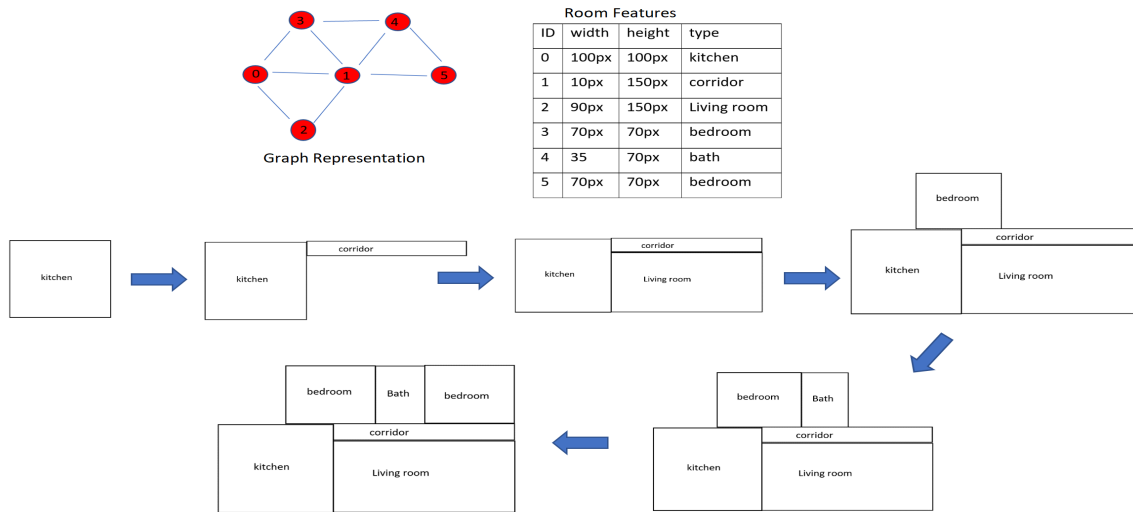 3
4
0
1
5
2
Graph Representation
Room Features
ID width height type
0 100px 100px kitchen
1 10px 150px corridor
2 90px 150px Living room
3 70px 70px bedroom
4 35 70px bath
5 70px 70px bedroom
kitchen
kitchen
corridor
kitchen
corridor
Living room
bedroom
kitchen
corridor
Living room
bedroom
Bath
bedroom
corridor
kitchen
Living room
bedroom
Bath
corridor
kitchen
Living room